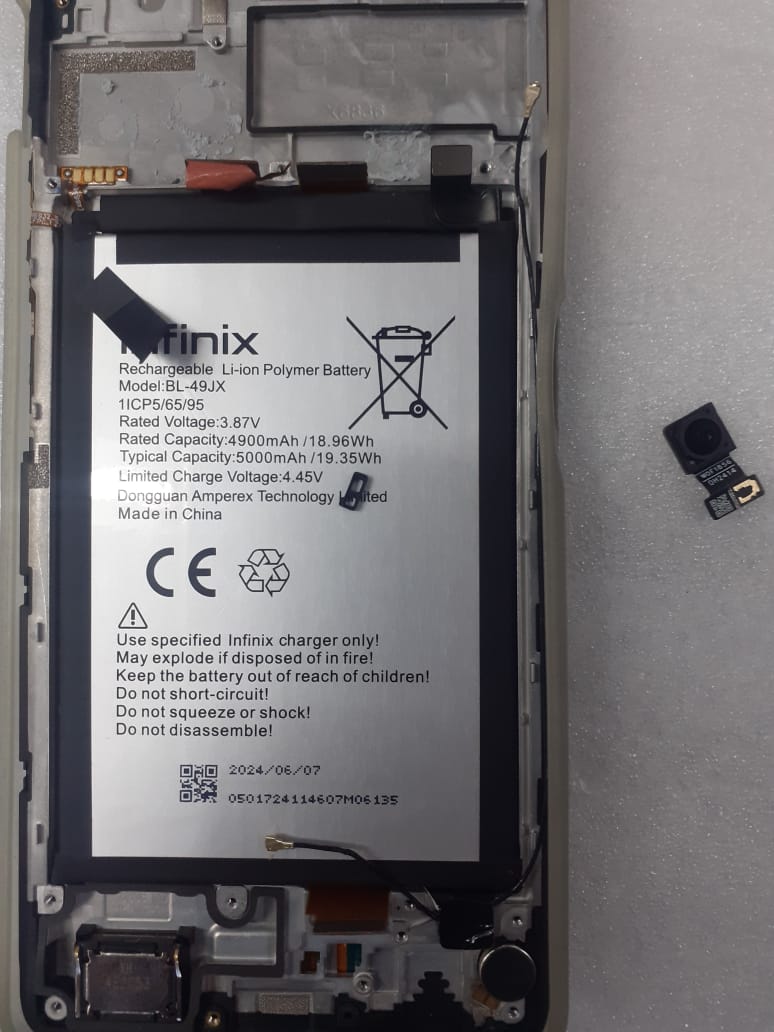 X6836
Infinix
Rechargeable Li-ion Polymer Battery
Model:BL-49JX
1ICP5/65/95
Rated Voltage:3.87V
Rated Capacity:4900mAh/18.96Wh
Typical Capacity:5000mAh/19.35Wh
Limited Charge Voltage:4.45V
Dongguan Amperex Technology Limited
Made in China
CE
Use specified Infinix charger only!
May explode if disposed of in fire!
Keep the battery out of reach of children!
Do not short-circuit!
Do not squeeze or shock!
Do not disassemble!
2024/06/07
0501724114607M06135
OH2414